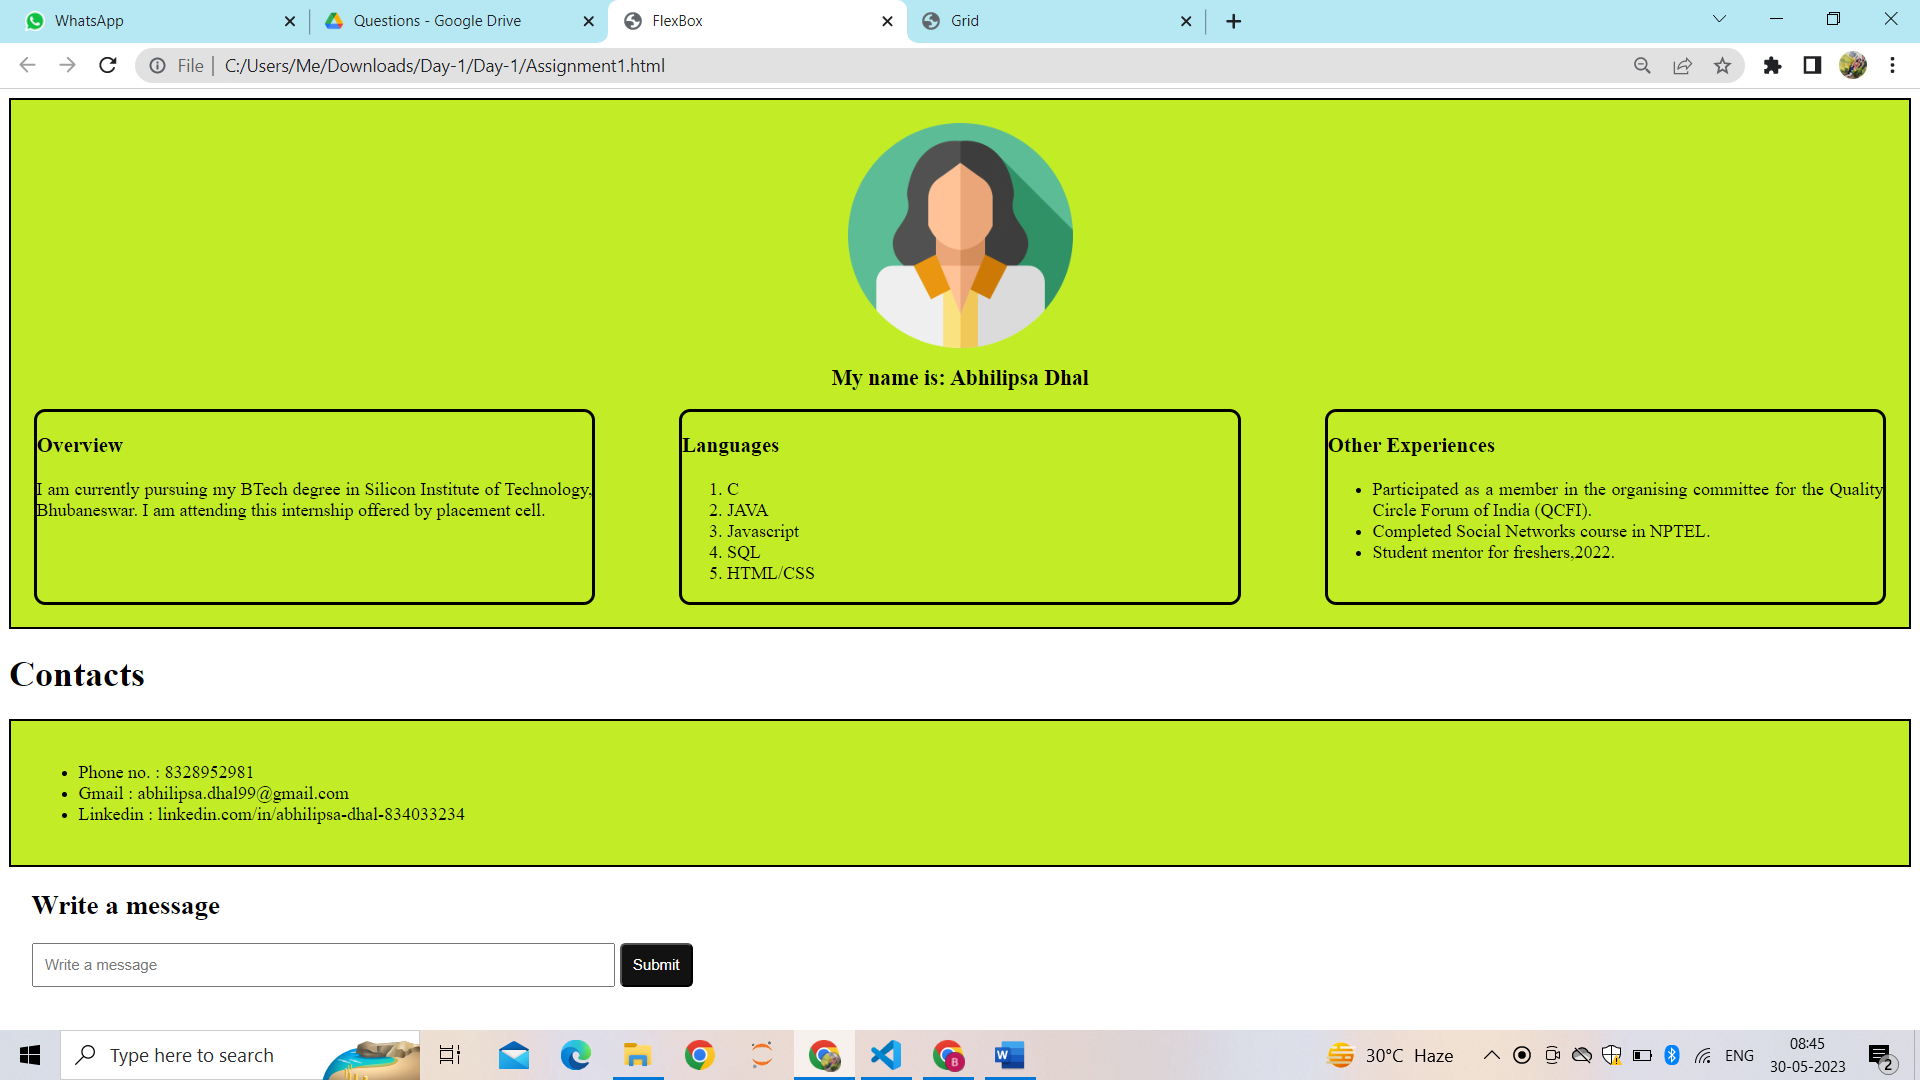 WhatsApp
Questions - Google Drive
FlexBox
Grid
File
C:/Users/Me/Downloads/Day-1/Day-1/Assignment1.html
My name is: Abhilipsa Dhal
Overview
I am currently pursuing my BTech degree in Silicon Institute of Technology,
Bhubaneswar. I am attending this internship offered by placement cell.
Languages
1. C
2. JAVA
3. Javascript
4. SQL
5. HTML/CSS
Other Experiences
• Participated as a member in the organising committee for the Quality
Circle Forum of India (QCFI).
• Completed Social Networks course in NPTEL.
• Student mentor for freshers,2022.
Contacts
• Phone no. : 8328952981
• Gmail : abhilipsa.dhal99@gmail.com
• Linkedin : linkedin.com/in/abhilipsa-dhal-834033234
Write a message
Write a message
Submit
Type here to search
B
W
30°C Haze
ENG
08:45
30-05-2023
2